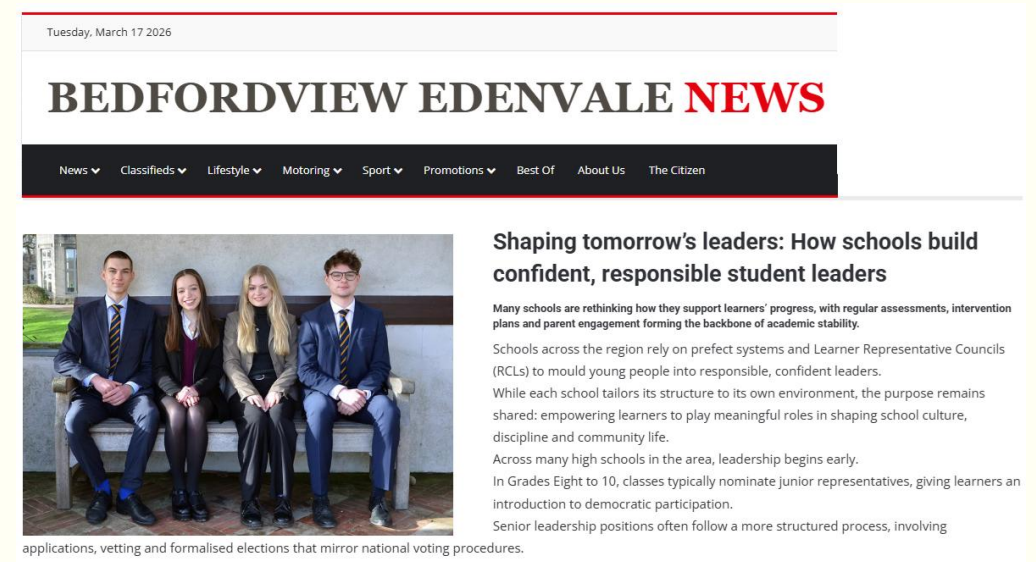 Tuesday, March 17 2026
BEDFORDVIEW EDENVALE NEWS
News Classifieds Lifestyle Motoring Sport Promotions Best Of About Us The Citizen
Shaping tomorrow's leaders: How schools build
confident, responsible student leaders
Many schools are rethinking how they support learners' progress, with regular assessments, intervention
plans and parent engagement forming the backbone of academic stability.
Schools across the region rely on prefect systems and Learner Representative Councils
(RCLs) to mould young people into responsible, confident leaders.
While each school tailors its structure to its own environment, the purpose remains
shared: empowering learners to play meaningful roles in shaping school culture,
discipline and community life.
Across many high schools in the area, leadership begins early.
In Grades Eight to 10, classes typically nominate junior representatives, giving learners an
introduction to democratic participation.
Senior leadership positions often follow a more structured process, involving
applications, vetting and formalised elections that mirror national voting procedures.